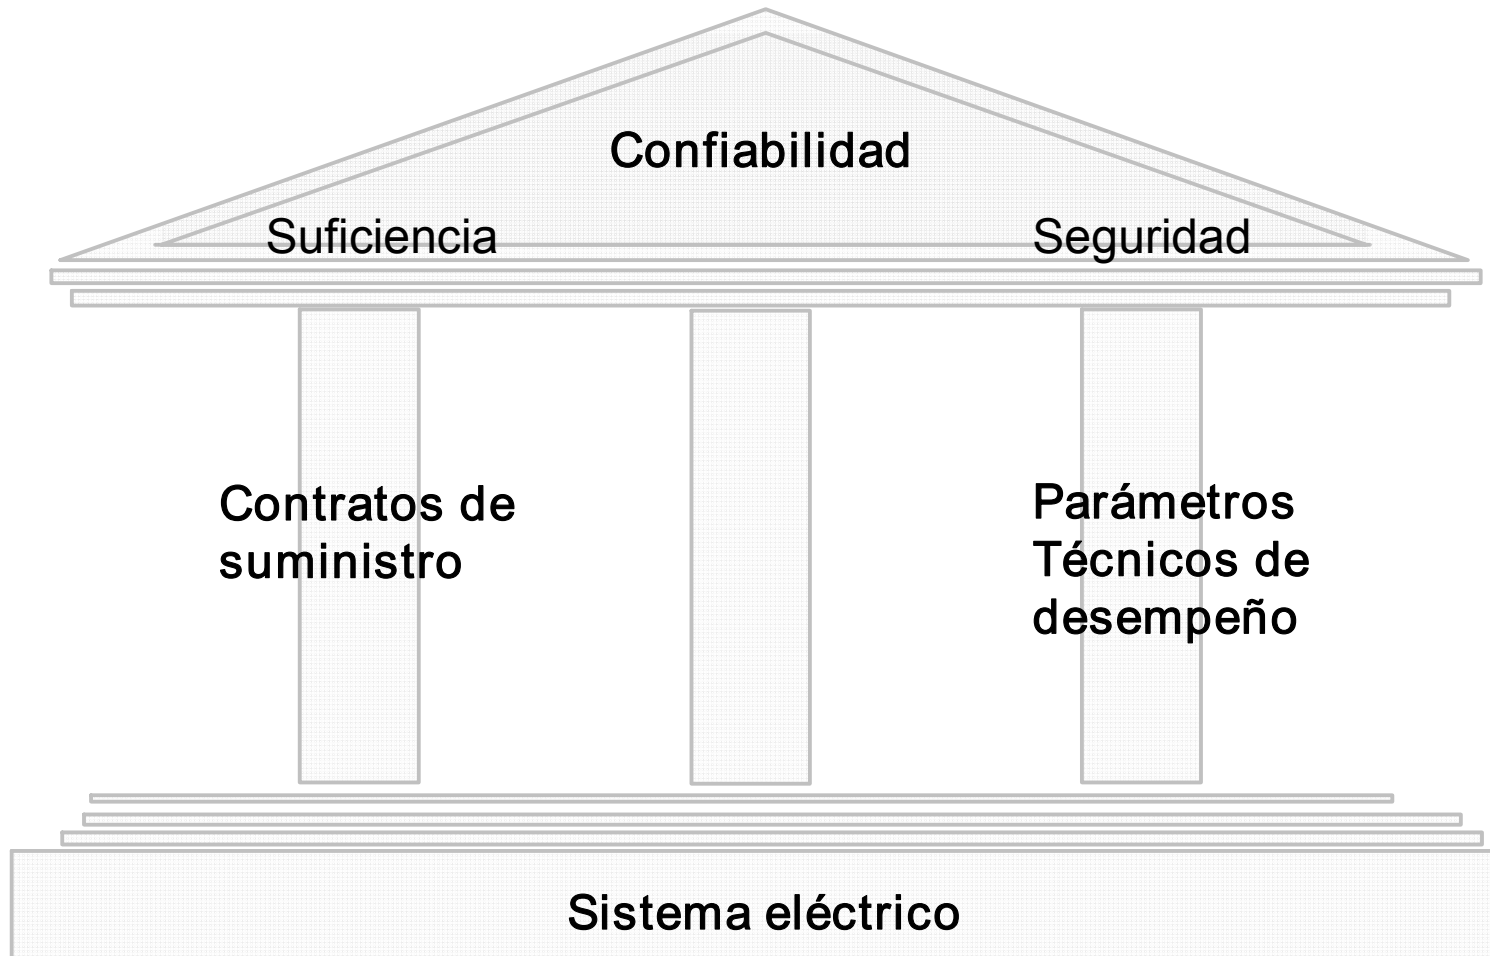 Confiabilidad
Suficiencia
Seguridad
Contratos de
suministro
Parámetros
Técnicos de
desempeño
Sistema eléctrico